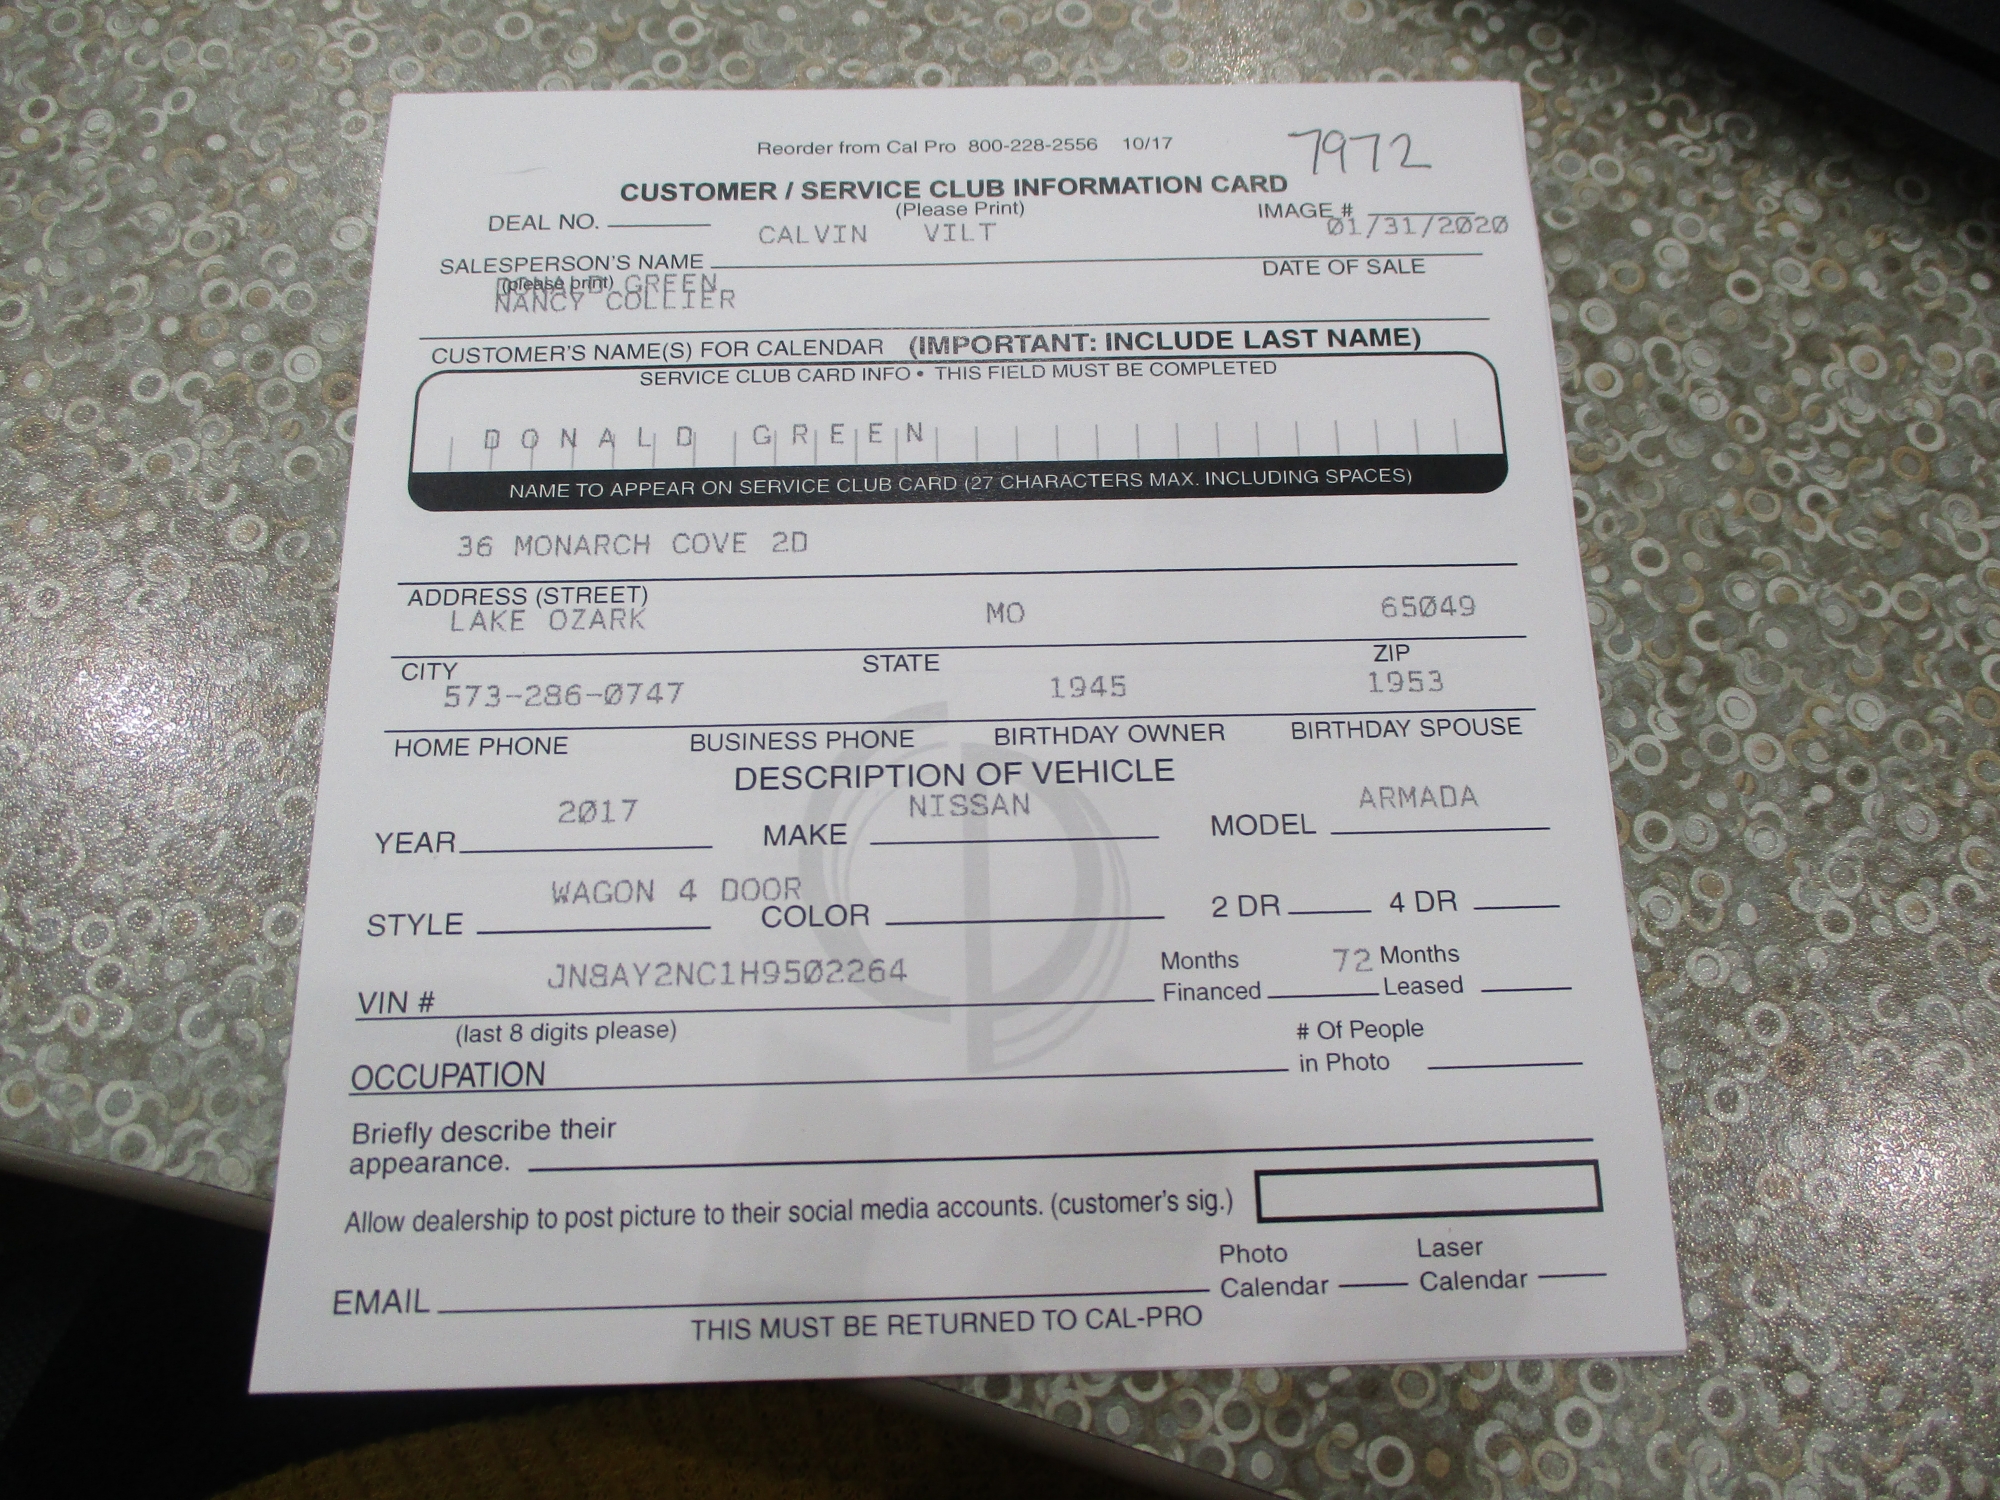 Reorder from Cal Pro 800-228-2556 10/17
7972
CUSTOMER / SERVICE CLUB INFORMATION CARD
(Please Print)
DEAL NO.
IMAGE #
CALVIN VILT
01/31/2020
SALESPERSON'S NAME
DATE OF SALE
(please print)
DONALD GREEN
NANCY COLLIER
CUSTOMER'S NAME(S) FOR CALENDAR (IMPORTANT: INCLUDE LAST NAME)
SERVICE CLUB CARD INFO • THIS FIELD MUST BE COMPLETED
DONALD GREEN
NAME TO APPEAR ON SERVICE CLUB CARD (27 CHARACTERS MAX. INCLUDING SPACES)
36 MONARCH COVE 2D
ADDRESS (STREET)
LAKE OZARK MO 65049
CITY STATE ZIP
573-286-0747 1945 1953
HOME PHONE BUSINESS PHONE BIRTHDAY OWNER BIRTHDAY SPOUSE
DESCRIPTION OF VEHICLE
2017 NISSAN ARMADA
YEAR MAKE MODEL
WAGON 4 DOOR
STYLE COLOR 2 DR 4 DR
JN8AY2NC1H9502264
VIN #
(last 8 digits please)
Months Financed 72 Months Leased
OCCUPATION
# Of People in Photo
Briefly describe their
appearance.
Allow dealership to post picture to their social media accounts. (customer's sig.)
EMAIL
Photo Calendar Laser Calendar
THIS MUST BE RETURNED TO CAL-PRO